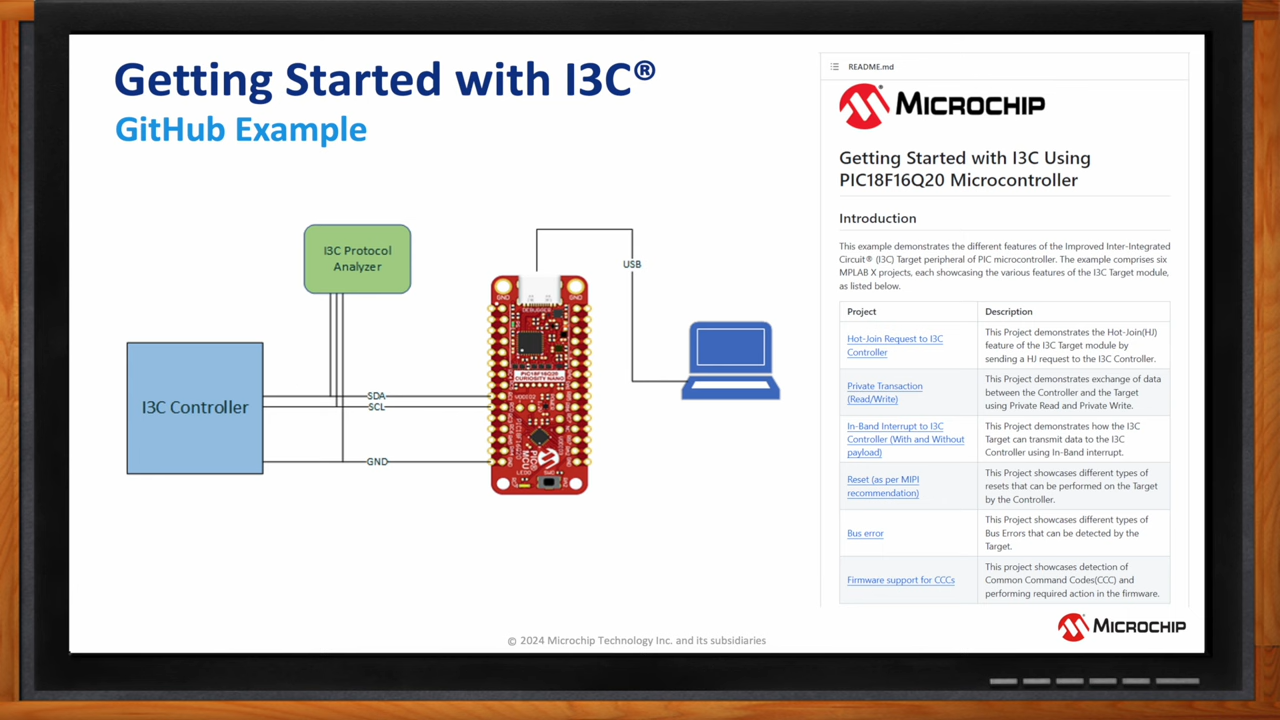 Getting Started with I3C®
GitHub Example
I3C Protocol
Analyzer
I3C Controller
SDA
SCL
GND
USB
GND
GND
DEBUGGER
PIC18F16Q20
CURIOSITY NANO
PIC®
MCU
LED0
SW0
README.md
MICROCHIP
Getting Started with I3C Using
PIC18F16Q20 Microcontroller
Introduction
This example demonstrates the different features of the Improved Inter-Integrated
Circuit® (I3C) Target peripheral of PIC microcontroller. The example comprises six
MPLAB X projects, each showcasing the various features of the I3C Target module,
as listed below.
Project
Description
Hot-Join Request to I3C
Controller
This Project demonstrates the Hot-Join(HJ)
feature of the I3C Target module by
sending a HJ request to the I3C Controller.
Private Transaction
(Read/Write)
This Project demonstrates exchange of data
between the Controller and the Target
using Private Read and Private Write.
In-Band Interrupt to I3C
Controller (With and Without
payload)
This Project demonstrates how the I3C
Target can transmit data to the I3C
Controller using In-Band interrupt.
Reset (as per MIPI
recommendation)
This Project showcases different types of
resets that can be performed on the Target
by the Controller.
Bus error
This Project showcases different types of
Bus Errors that can be detected by the
Target.
Firmware support for CCCs
This project showcases detection of
Common Command Codes(CCC) and
performing required action in the firmware.
MICROCHIP
© 2024 Microchip Technology Inc. and its subsidiaries